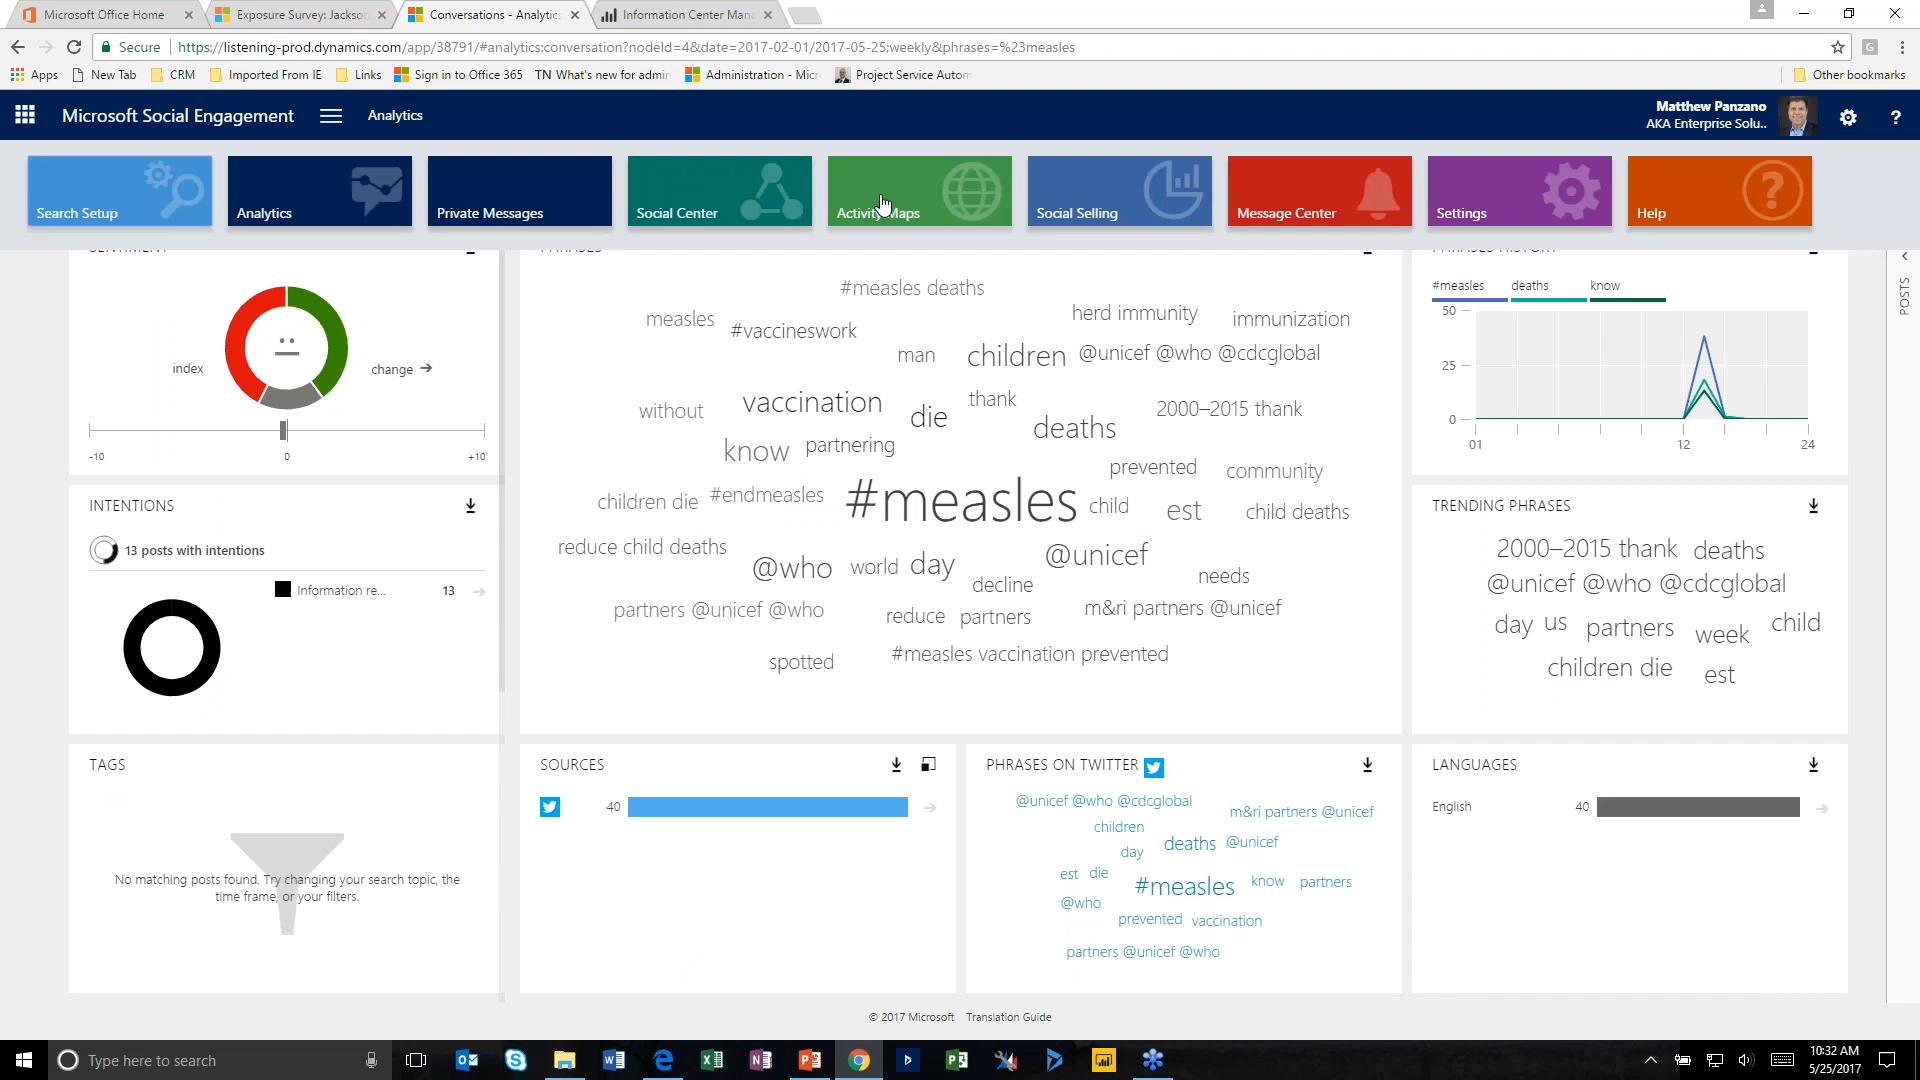 Microsoft Office Home
Exposure Survey: Jackson
Conversations - Analytics
Information Center Mana
Secure
https://listening-prod.dynamics.com/app/38791/#analytics:conversation?nodeId=4&date=2017-02-01/2017-05-25;weekly&phrases=%23measles
Apps
New Tab
CRM
Imported From IE
Links
Sign in to Office 365
TN What's new for admin
Administration - Micr
Project Service Autom
Other bookmarks
Microsoft Social Engagement
Analytics
Matthew Panzano
AKA Enterprise Solu..
?
Search Setup
Analytics
Private Messages
Social Center
Activity Maps
Social Selling
Message Center
Settings
Help
SENTIMENT
index
change
-10
0
+10
PHRASES
#measles deaths
measles
#vaccineswork
herd immunity
immunization
man
children
@unicef @who @cdcglobal
without
vaccination
die
thank
2000–2015 thank
deaths
know
partnering
prevented
community
children die
#endmeasles
#measles
child
est
child deaths
reduce child deaths
@who
world
day
@unicef
decline
needs
partners @unicef @who
reduce
partners
m&ri partners @unicef
spotted
#measles vaccination prevented
PHRASES HISTORY
#measles
deaths
know
50
25
0
01
12
24
POSTS
INTENTIONS
13 posts with intentions
Information re...
13
TRENDING PHRASES
2000–2015 thank
deaths
@unicef @who @cdcglobal
day
us
partners
week
child
children die
est
TAGS
No matching posts found. Try changing your search topic, the
time frame, or your filters.
SOURCES
40
PHRASES ON TWITTER
@unicef @who @cdcglobal
m&ri partners @unicef
children
day
deaths
@unicef
est
die
#measles
know
partners
@who
prevented
vaccination
partners @unicef @who
LANGUAGES
English
40
© 2017 Microsoft
Translation Guide
Type here to search
10:32 AM
5/25/2017